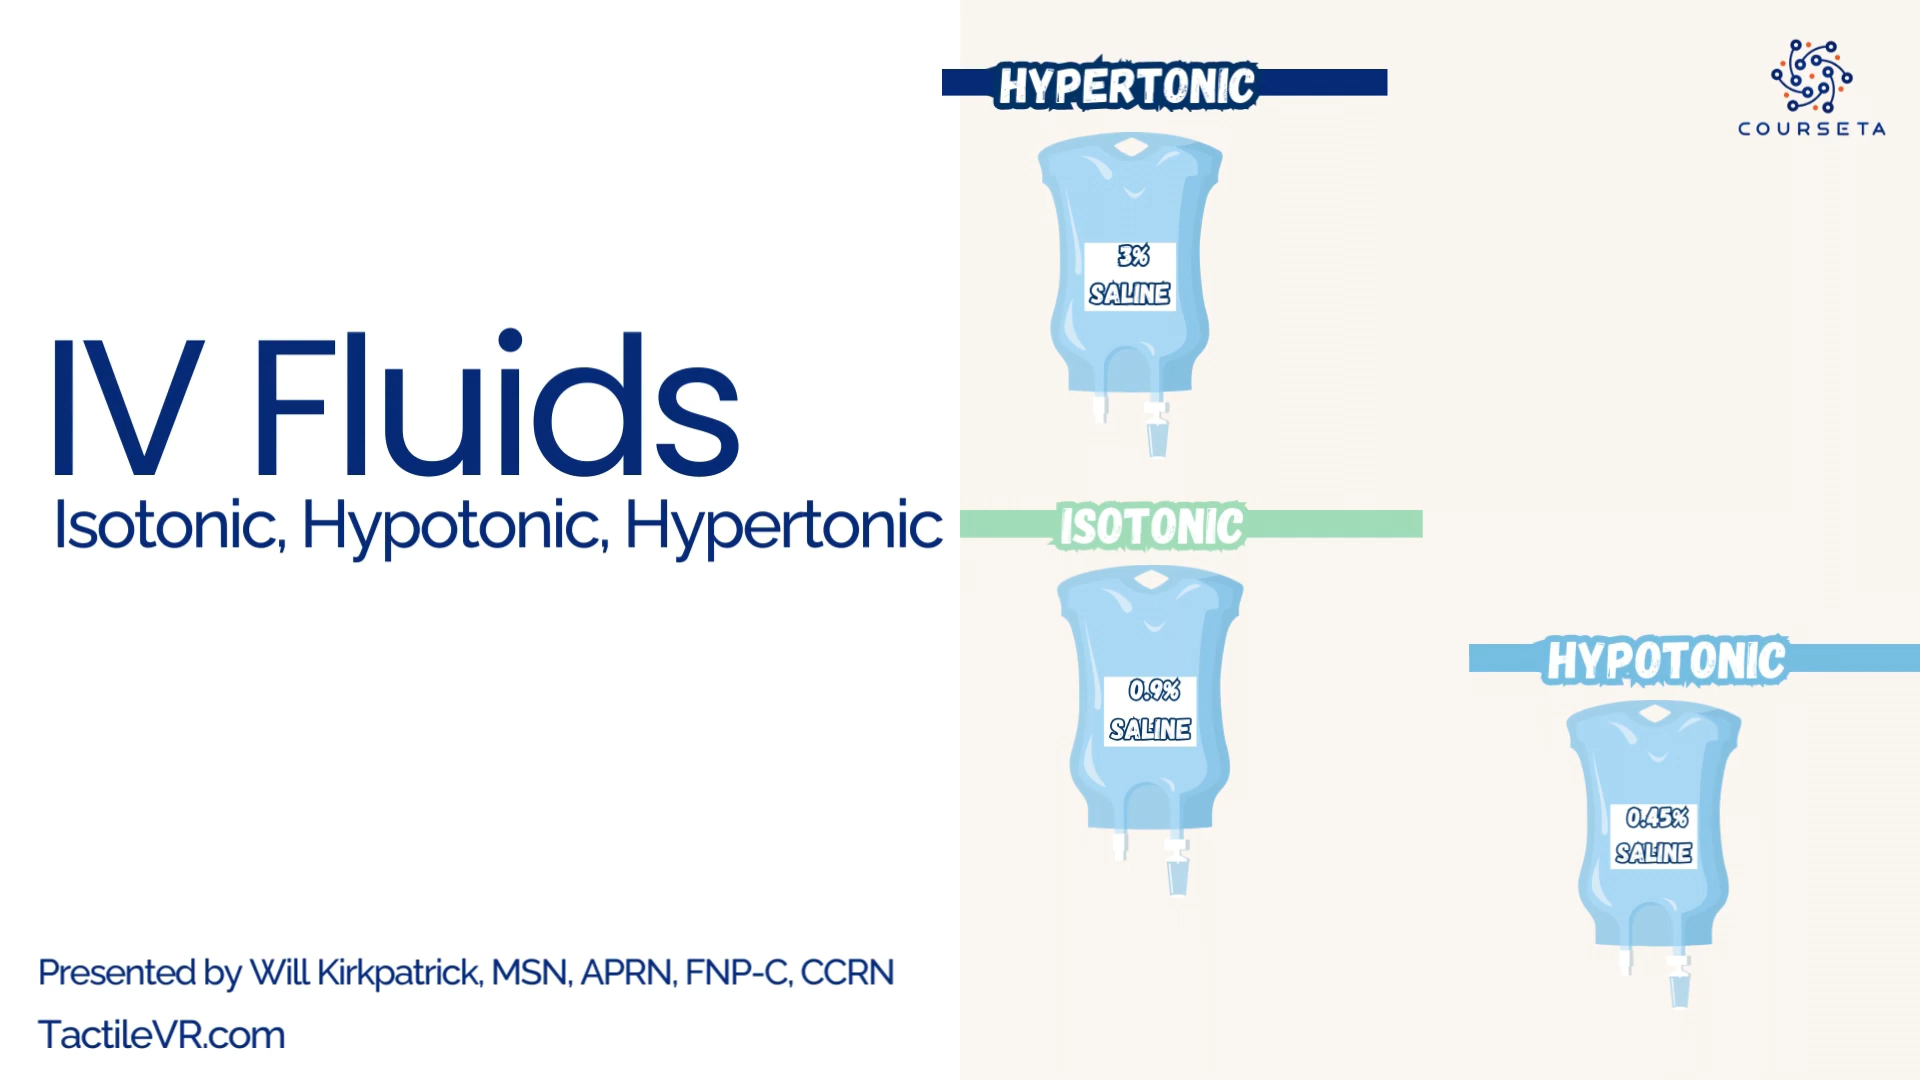 IV Fluids
Isotonic, Hypotonic, Hypertonic
Presented by Will Kirkpatrick, MSN, APRN, FNP-C, CCRN
TactileVR.com
HYPERTONIC
3%
SALINE
ISOTONIC
0.9%
SALINE
HYPOTONIC
0.45%
SALINE
COURSETA